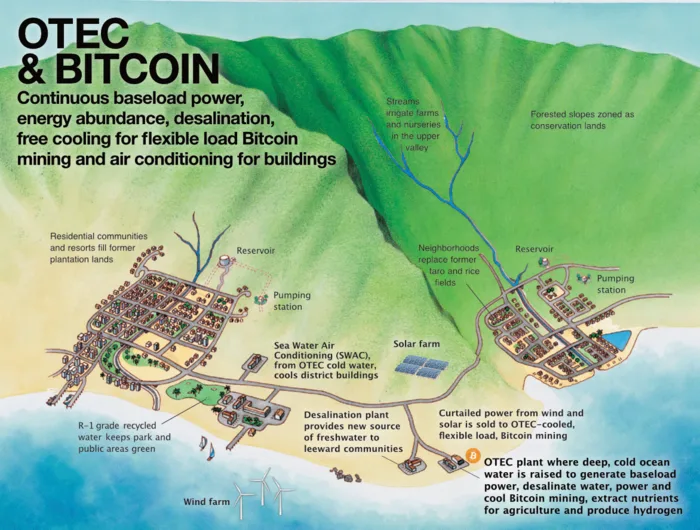 OTEC
& BITCOIN
Continuous baseload power,
energy abundance, desalination,
free cooling for flexible load Bitcoin
mining and air conditioning for buildings
Streams
irrigate farms
and nurseries
in the upper
valley
Forested slopes zoned as
conservation lands
Residential communities
and resorts fill former
plantation lands
Reservoir
Pumping
station
Neighborhoods
replace former
taro and rice
fields
Reservoir
Pumping
station
Sea Water Air
Conditioning (SWAC),
from OTEC cold water,
cools district buildings
Solar farm
R-1 grade recycled
water keeps park and
public areas green
Desalination plant
provides new source
of freshwater to
leeward communities
Curtailed power from wind and
solar is sold to OTEC-cooled,
flexible load, Bitcoin mining
OTEC plant where deep, cold ocean
water is raised to generate baseload
power, desalinate water, power and
cool Bitcoin mining, extract nutrients
for agriculture and produce hydrogen
Wind farm